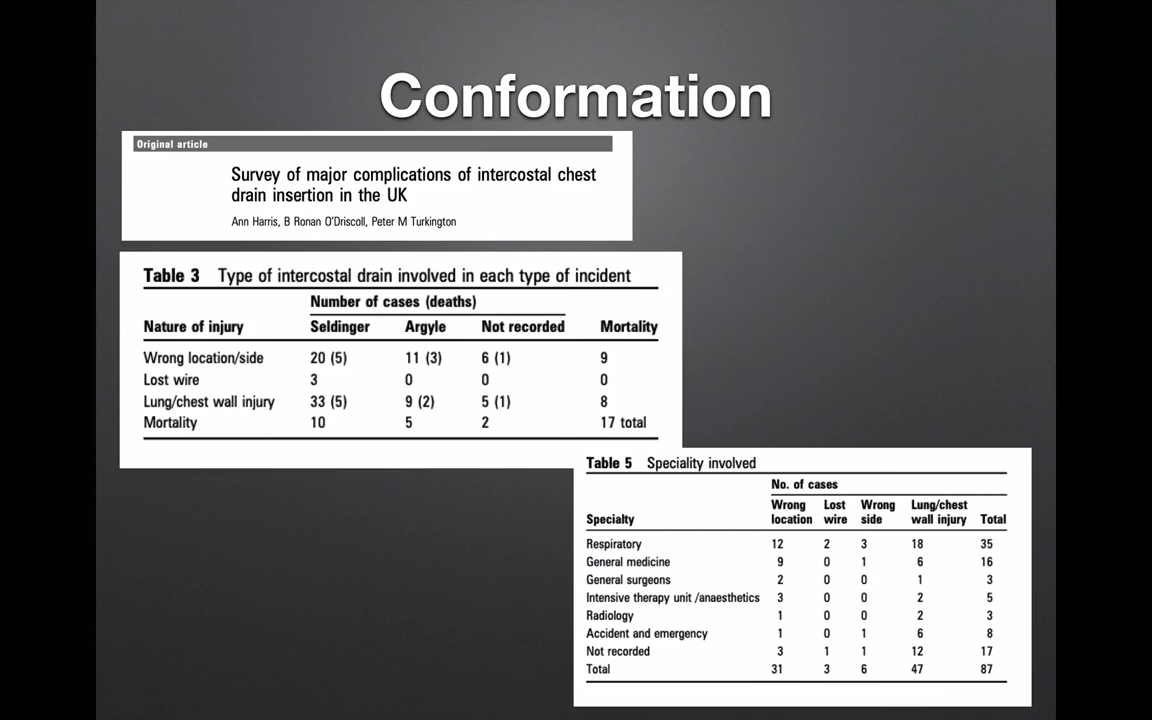 Conformation
Original article
Survey of major complications of intercostal chest
drain insertion in the UK
Ann Harris, B Ronan O'Driscoll, Peter M Turkington
Table 3 Type of intercostal drain involved in each type of incident
Number of cases (deaths)
Nature of injury Seldinger Argyle Not recorded Mortality
Wrong location/side 20 (5) 11 (3) 6 (1) 9
Lost wire 3 0 0 0
Lung/chest wall injury 33 (5) 9 (2) 5 (1) 8
Mortality 10 5 2 17 total
Table 5 Speciality involved
No. of cases
Wrong Lost Wrong Lung/chest
Specialty location wire side wall injury Total
Respiratory 12 2 3 18 35
General medicine 9 0 1 6 16
General surgeons 2 0 0 1 3
Intensive therapy unit /anaesthetics 3 0 0 2 5
Radiology 1 0 0 2 3
Accident and emergency 1 0 1 6 8
Not recorded 3 1 1 12 17
Total 31 3 6 47 87